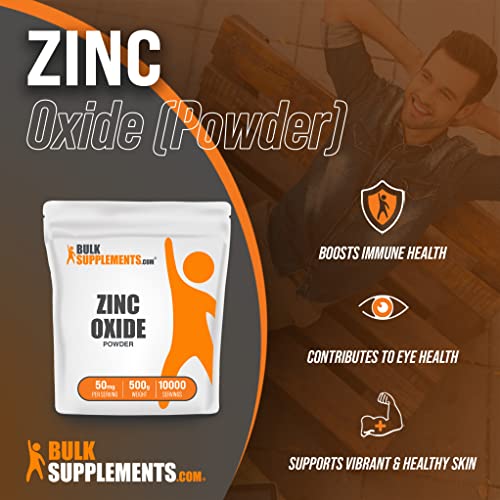 ZINC
Oxide (Powder)
BULK
SUPPLEMENTS.COM®
ZINC
OXIDE
POWDER
50mg
PER SERVING
500g
WEIGHT
10000
SERVINGS
BOOSTS IMMUNE HEALTH
CONTRIBUTES TO EYE HEALTH
SUPPORTS VIBRANT & HEALTHY SKIN
BULK
SUPPLEMENTS.COM®